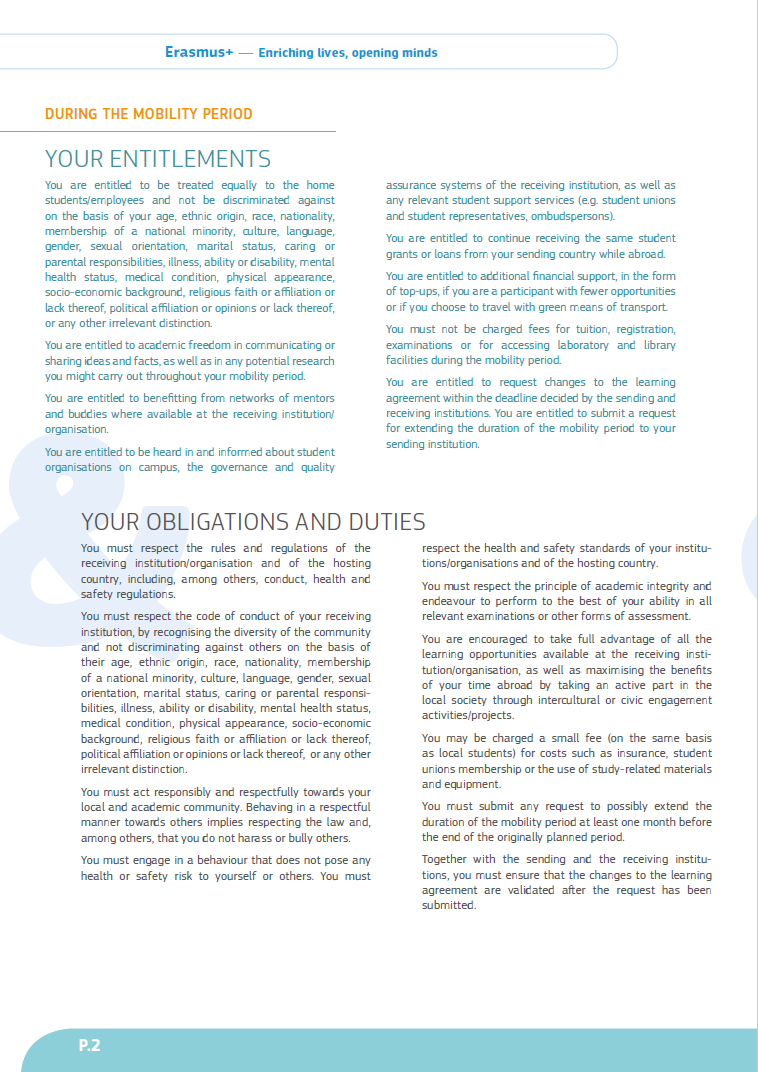 Erasmus+ — Enriching lives, opening minds
DURING THE MOBILITY PERIOD
YOUR ENTITLEMENTS
You are entitled to be treated equally to the home
students/employees and not be discriminated against
on the basis of your age, ethnic origin, race, nationality,
membership of a national minority, culture, language,
gender, sexual orientation, marital status, caring or
parental responsibilities, illness, ability or disability, mental
health status, medical condition, physical appearance,
socio-economic background, religious faith or affiliation or
lack thereof, political affiliation or opinions or lack thereof,
or any other irrelevant distinction.
You are entitled to academic freedom in communicating or
sharing ideas and facts, as well as in any potential research
you might carry out throughout your mobility period.
You are entitled to benefitting from networks of mentors
and buddies where available at the receiving institution/
organisation.
You are entitled to be heard in and informed about student
organisations on campus, the governance and quality
assurance systems of the receiving institution, as well as
any relevant student support services (e.g. student unions
and student representatives, ombudspersons).
You are entitled to continue receiving the same student
grants or loans from your sending country while abroad.
You are entitled to additional financial support, in the form
of top-ups, if you are a participant with fewer opportunities
or if you choose to travel with green means of transport.
You must not be charged fees for tuition, registration,
examinations or for accessing laboratory and library
facilities during the mobility period.
You are entitled to request changes to the learning
agreement within the deadline decided by the sending and
receiving institutions. You are entitled to submit a request
for extending the duration of the mobility period to your
sending institution.
&
YOUR OBLIGATIONS AND DUTIES
You must respect the rules and regulations of the
receiving institution/organisation and of the hosting
country, including, among others, conduct, health and
safety regulations.
You must respect the code of conduct of your receiving
institution, by recognising the diversity of the community
and not discriminating against others on the basis of
their age, ethnic origin, race, nationality, membership
of a national minority, culture, language, gender, sexual
orientation, marital status, caring or parental responsi-
bilities, illness, ability or disability, mental health status,
medical condition, physical appearance, socio-economic
background, religious faith or affiliation or lack thereof,
political affiliation or opinions or lack thereof, or any other
irrelevant distinction.
You must act responsibly and respectfully towards your
local and academic community. Behaving in a respectful
manner towards others implies respecting the law and,
among others, that you do not harass or bully others.
You must engage in a behaviour that does not pose any
health or safety risk to yourself or others. You must
respect the health and safety standards of your institu-
tions/organisations and of the hosting country.
You must respect the principle of academic integrity and
endeavour to perform to the best of your ability in all
relevant examinations or other forms of assessment.
You are encouraged to take full advantage of all the
learning opportunities available at the receiving insti-
tution/organisation, as well as maximising the benefits
of your time abroad by taking an active part in the
local society through intercultural or civic engagement
activities/projects.
You may be charged a small fee (on the same basis
as local students) for costs such as insurance, student
unions membership or the use of study-related materials
and equipment.
You must submit any request to possibly extend the
duration of the mobility period at least one month before
the end of the originally planned period.
Together with the sending and the receiving institu-
tions, you must ensure that the changes to the learning
agreement are validated after the request has been
submitted.
P.2